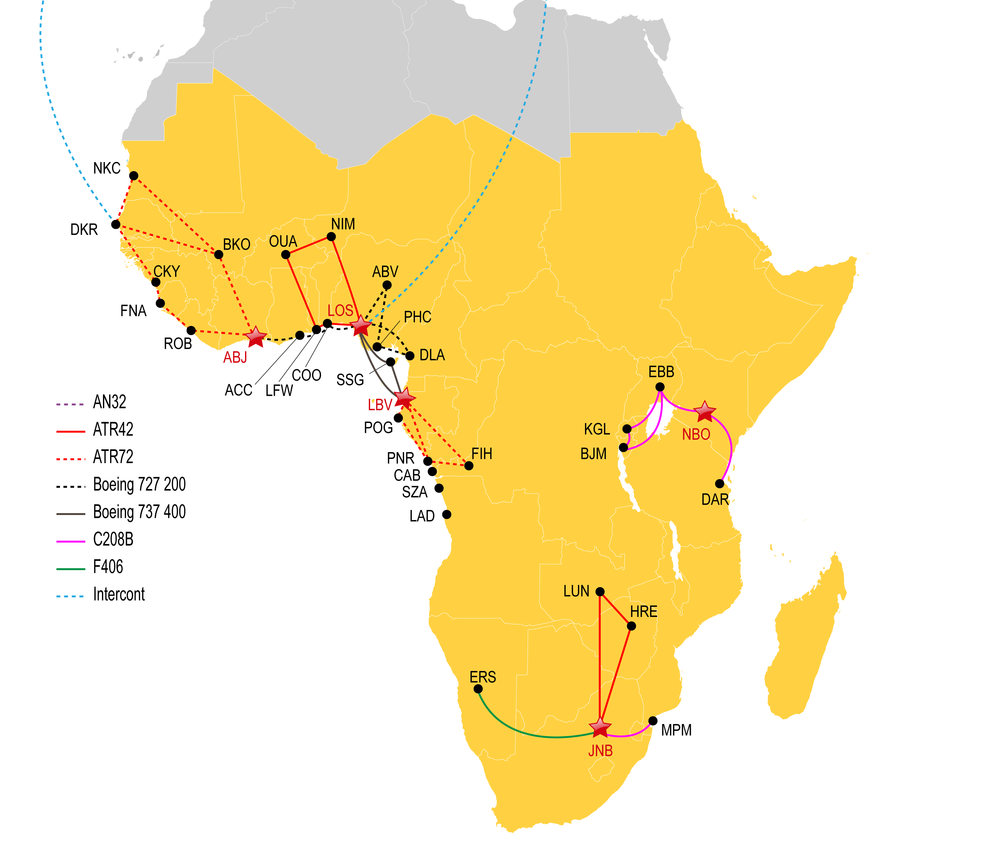 NKC
DKR
NIM
BKO
OUA
ABV
CKY
FNA
LOS
PHC
ROB
ABJ
DLA
COO
SSG
ACC
LFW
EBB
LBV
POG
KGL
NBO
PNR
FIH
BJM
CAB
SZA
DAR
LAD
AN32
ATR42
ATR72
Boeing 727 200
Boeing 737 400
C208B
F406
Intercont
LUN
HRE
ERS
MPM
JNB